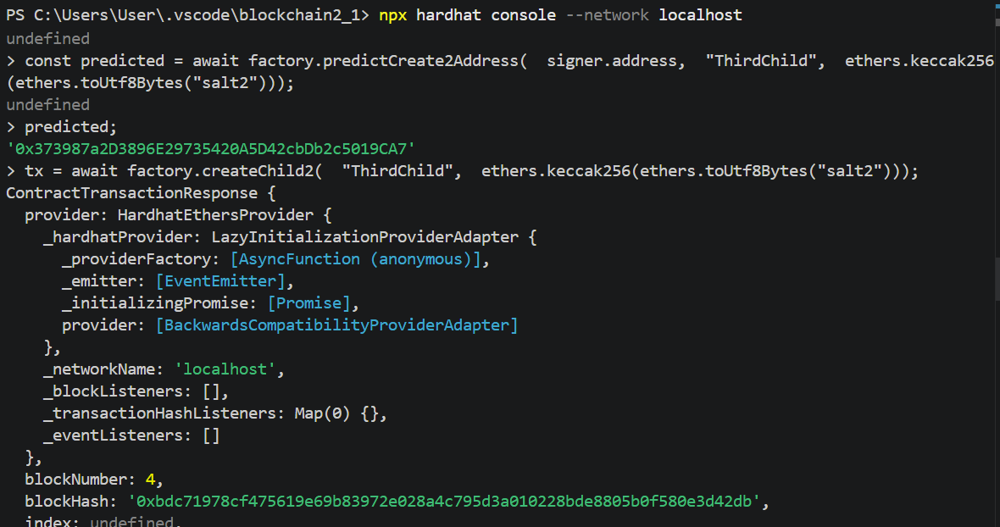 PS C:\Users\User\.vscode\blockchain2_1> npx hardhat console --network localhost
undefined
> const predicted = await factory.predictCreate2Address(  signer.address,  "ThirdChild",  ethers.keccak256
(ethers.toUtf8Bytes("salt2")));
undefined
> predicted;
'0x373987a2D3896E29735420A5D42cbDb2c5019CA7'
> tx = await factory.createChild2(  "ThirdChild",  ethers.keccak256(ethers.toUtf8Bytes("salt2")));
ContractTransactionResponse {
  provider: HardhatEthersProvider {
    _hardhatProvider: LazyInitializationProviderAdapter {
      _providerFactory: [AsyncFunction (anonymous)],
      _emitter: [EventEmitter],
      _initializingPromise: [Promise],
      provider: [BackwardsCompatibilityProviderAdapter]
    },
    _networkName: 'localhost',
    _blockListeners: [],
    _transactionHashListeners: Map(0) {},
    _eventListeners: []
  },
  blockNumber: 4,
  blockHash: '0xbdc71978cf475619e69b83972e028a4c795d3a010228bde8805b0f580e3d42db',
  index: undefined,